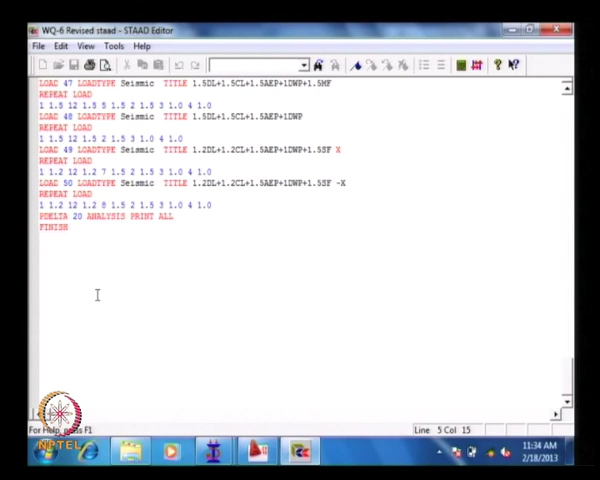 WQ-6 Revised staad - STAAD Editor
File Edit View Tools Help
LOAD 47 LOADTYPE Seismic TITLE 1.5DL+1.5CL+1.5AEP+1DWP+1.5MF
REPEAT LOAD
1 1.5 12 1.5 5 1.5 2 1.5 3 1.0 4 1.0
LOAD 48 LOADTYPE Seismic TITLE 1.5DL+1.5CL+1.5AEP+1DWP
REPEAT LOAD
1 1.5 12 1.5 2 1.5 3 1.0 4 1.0
LOAD 49 LOADTYPE Seismic TITLE 1.2DL+1.2CL+1.5AEP+1DWP+1.5SF X
REPEAT LOAD
1 1.2 12 1.2 7 1.5 2 1.5 3 1.0 4 1.0
LOAD 50 LOADTYPE Seismic TITLE 1.2DL+1.2CL+1.5AEP+1DWP+1.5SF -X
REPEAT LOAD
1 1.2 12 1.2 8 1.5 2 1.5 3 1.0 4 1.0
PDELTA 20 ANALYSIS PRINT ALL
FINISH
For Help, press F1
Line 5 Col 15
NPTEL
11:34 AM
2/18/2013